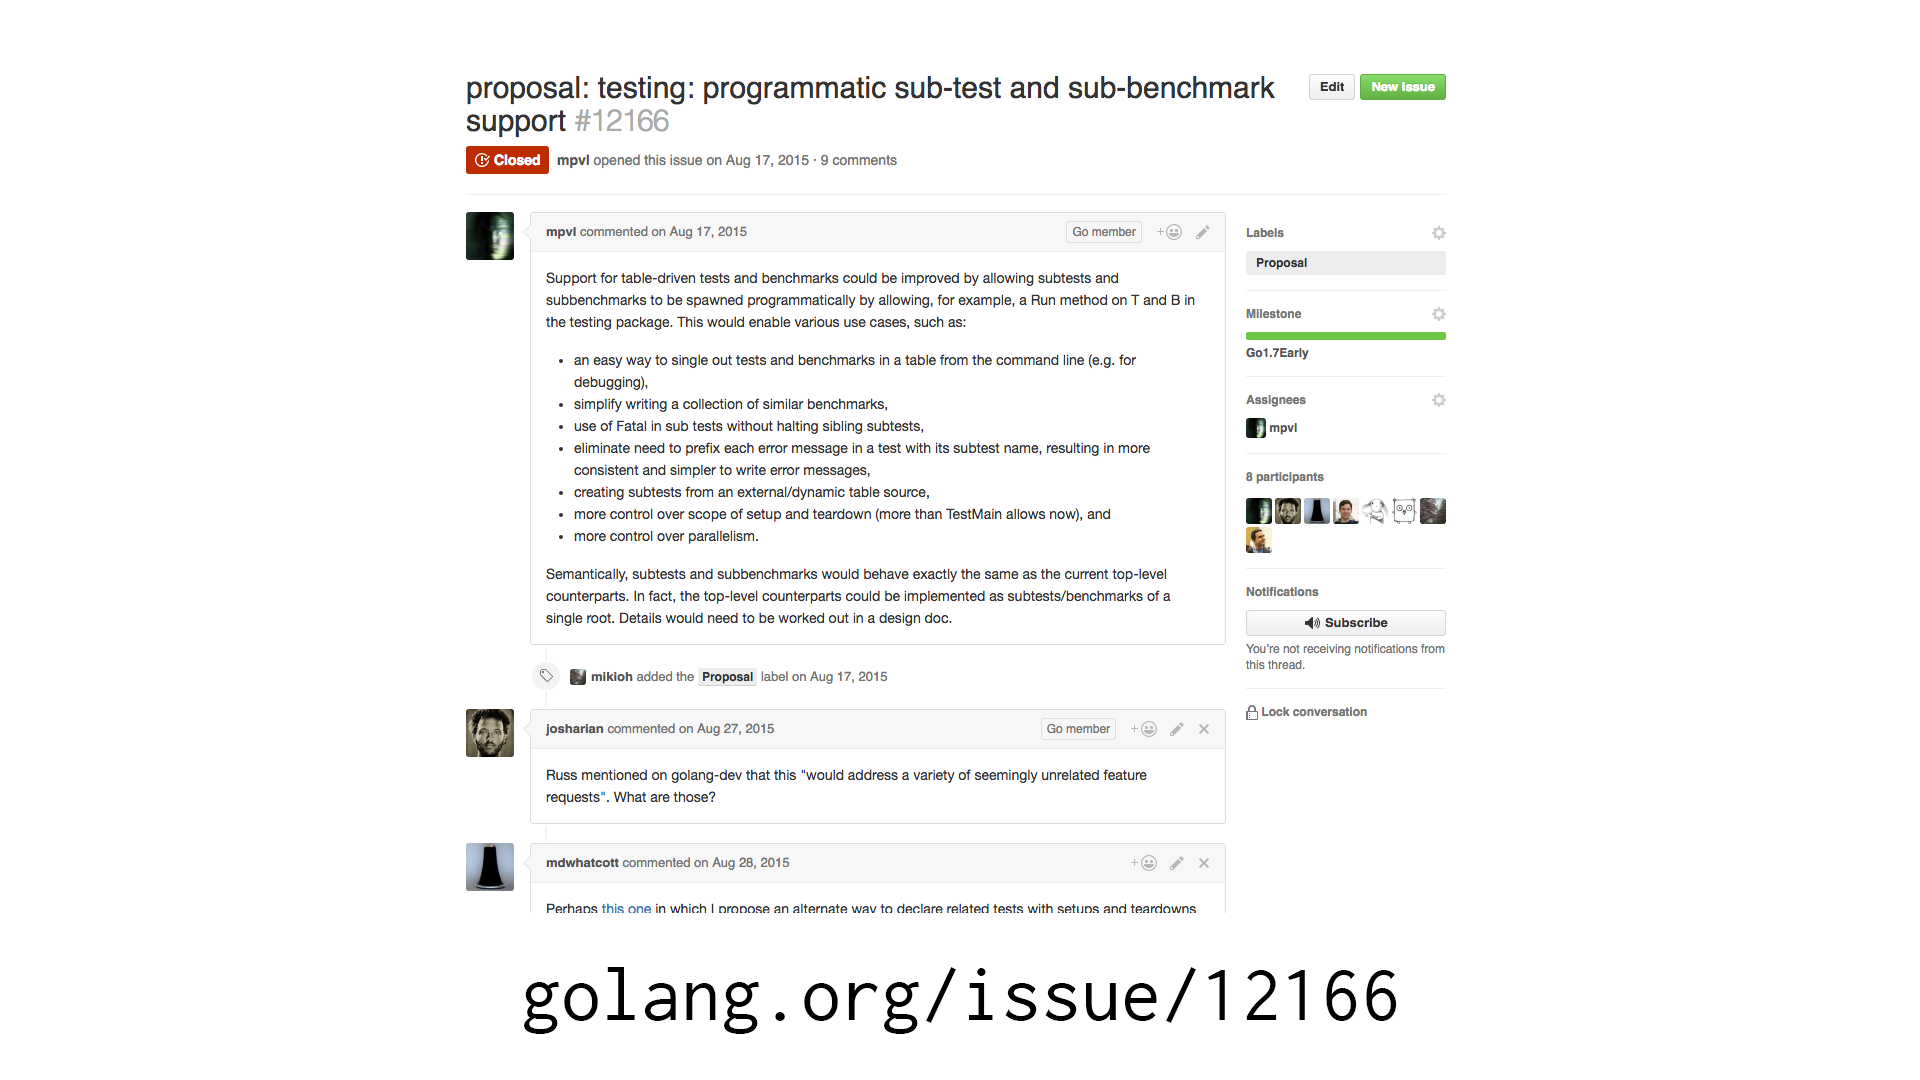 proposal: testing: programmatic sub-test and sub-benchmark
support #12166
Edit
New Issue
Closed
mpvl opened this issue on Aug 17, 2015 · 9 comments
mpvl commented on Aug 17, 2015
Go member
Support for table-driven tests and benchmarks could be improved by allowing subtests and
subbenchmarks to be spawned programmatically by allowing, for example, a Run method on T and B in
the testing package. This would enable various use cases, such as:
• an easy way to single out tests and benchmarks in a table from the command line (e.g. for
debugging),
• simplify writing a collection of similar benchmarks,
• use of Fatal in sub tests without halting sibling subtests,
• eliminate need to prefix each error message in a test with its subtest name, resulting in more
consistent and simpler to write error messages,
• creating subtests from an external/dynamic table source,
• more control over scope of setup and teardown (more than TestMain allows now), and
• more control over parallelism.
Semantically, subtests and subbenchmarks would behave exactly the same as the current top-level
counterparts. In fact, the top-level counterparts could be implemented as subtests/benchmarks of a
single root. Details would need to be worked out in a design doc.
mikioh added the Proposal label on Aug 17, 2015
josharian commented on Aug 27, 2015
Go member
Russ mentioned on golang-dev that this "would address a variety of seemingly unrelated feature
requests". What are those?
mdwhatcott commented on Aug 28, 2015
Perhaps this one in which I propose an alternate way to declare related tests with setups and teardowns
Labels
Proposal
Milestone
Go1.7Early
Assignees
mpvl
8 participants
Notifications
Subscribe
You're not receiving notifications from
this thread.
Lock conversation
golang.org/issue/12166